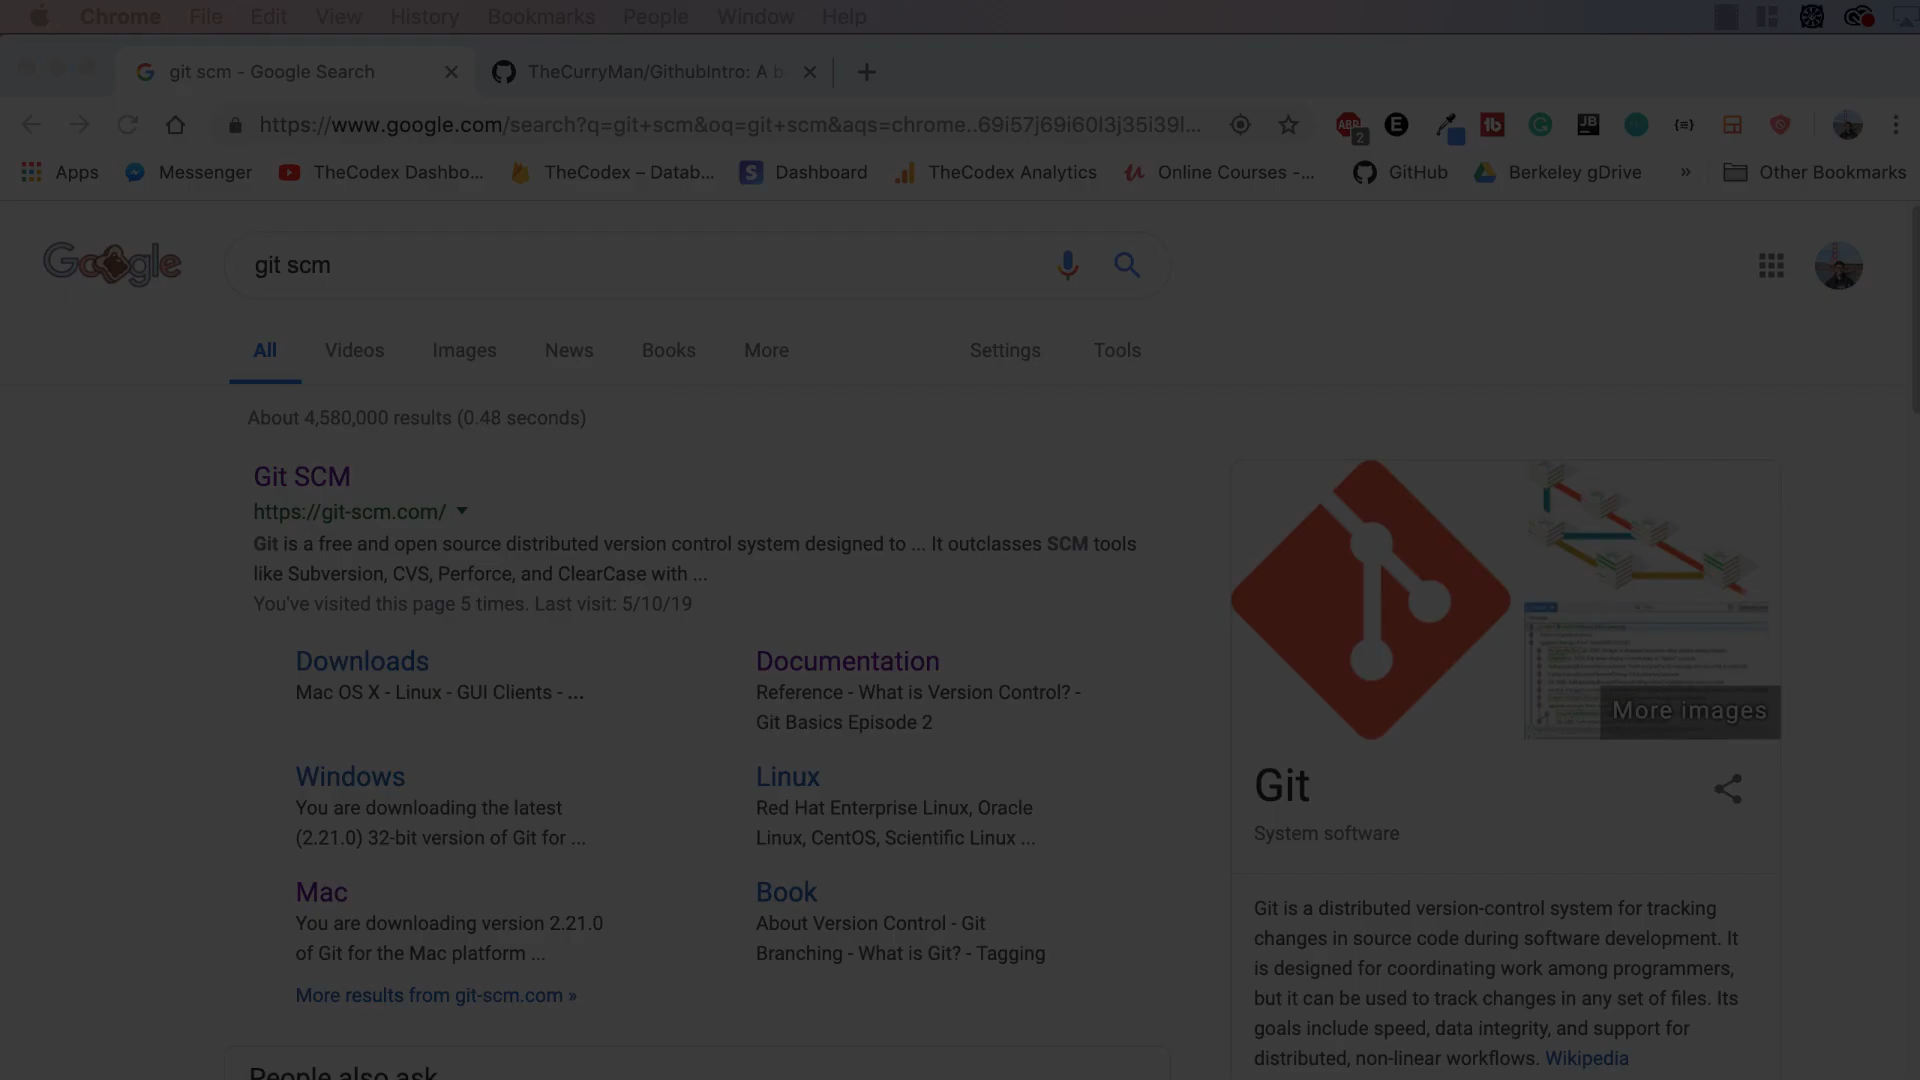 Chrome File Edit View History Bookmarks People Window Help
git scm - Google Search
TheCurryMan/GithubIntro: A b
https://www.google.com/search?q=git+scm&oq=git+scm&aqs=chrome..69i57j69i60l3j35i39l...
ABP
2
E
tb
G
JB
Apps
Messenger
TheCodex Dashbo...
TheCodex – Datab...
S
Dashboard
TheCodex Analytics
Online Courses -...
GitHub
Berkeley gDrive
»
Other Bookmarks
Google
git scm
All Videos Images News Books More Settings Tools
About 4,580,000 results (0.48 seconds)
Git SCM
https://git-scm.com/
Git is a free and open source distributed version control system designed to ... It outclasses SCM tools
like Subversion, CVS, Perforce, and ClearCase with ...
You've visited this page 5 times. Last visit: 5/10/19
Downloads
Mac OS X - Linux - GUI Clients - ...
Documentation
Reference - What is Version Control? -
Git Basics Episode 2
Windows
You are downloading the latest
(2.21.0) 32-bit version of Git for ...
Linux
Red Hat Enterprise Linux, Oracle
Linux, CentOS, Scientific Linux ...
Mac
You are downloading version 2.21.0
of Git for the Mac platform ...
Book
About Version Control - Git
Branching - What is Git? - Tagging
More results from git-scm.com »
People also ask
More images
Git
System software
Git is a distributed version-control system for tracking
changes in source code during software development. It
is designed for coordinating work among programmers,
but it can be used to track changes in any set of files. Its
goals include speed, data integrity, and support for
distributed, non-linear workflows. Wikipedia